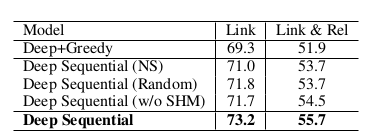 Model Link Link & Rel
Deep+Greedy 69.3 51.9
Deep Sequential (NS) 71.0 53.7
Deep Sequential (Random) 71.8 53.7
Deep Sequential (w/o SHM) 71.7 54.5
Deep Sequential 73.2 55.7